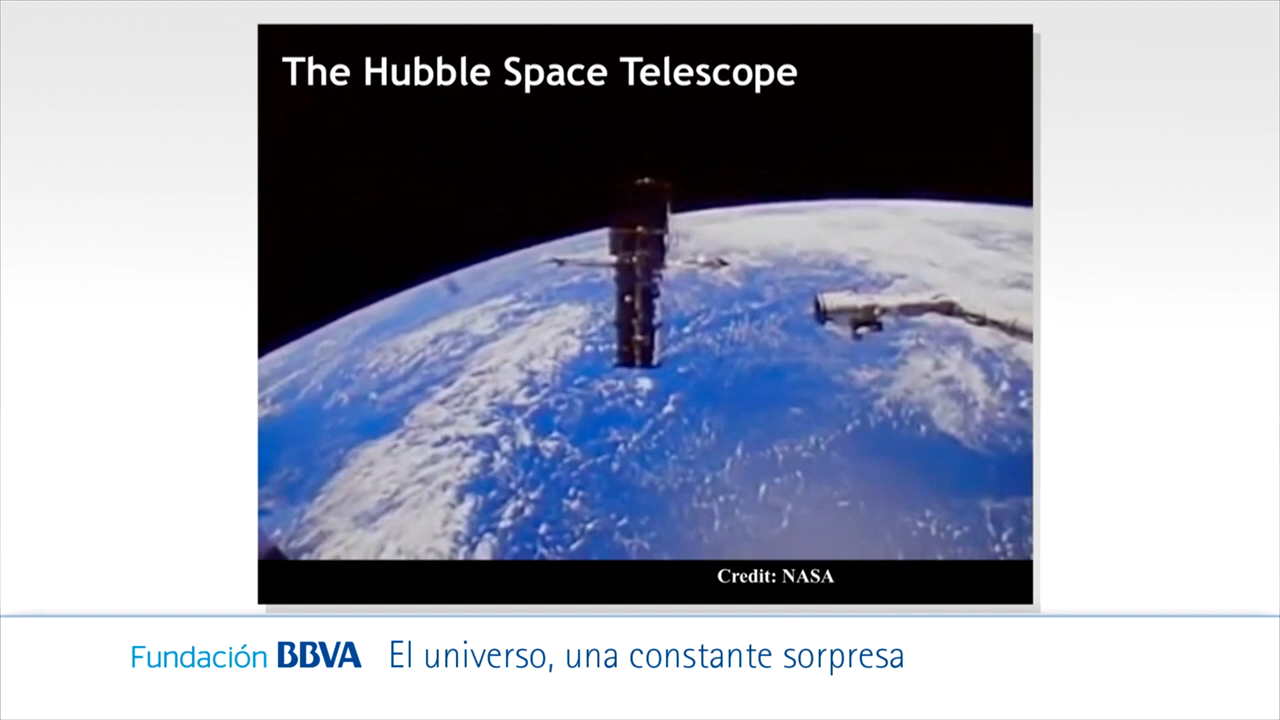 The Hubble Space Telescope
Credit: NASA
Fundación BBVA El universo, una constante sorpresa